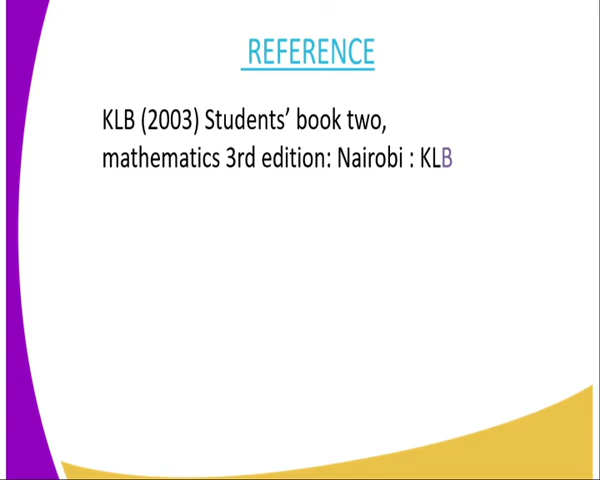 REFERENCE
KLB (2003) Students’ book two,
mathematics 3rd edition: Nairobi : KLB